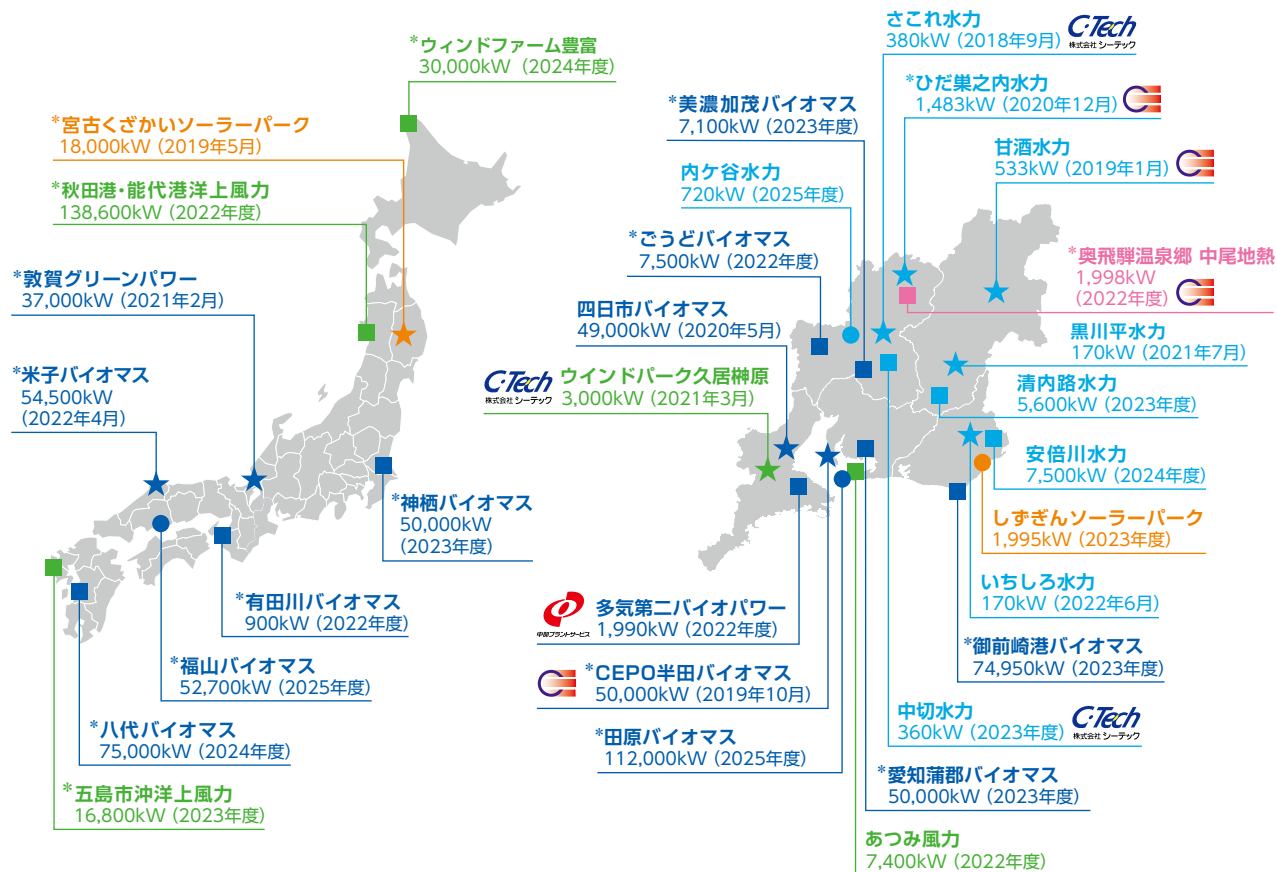 *ウィンドファーム豊富
30,000kW（2024年度）
*宮古くざかいソーラーパーク
18,000kW（2019年5月）
*秋田港・能代港洋上風力
138,600kW（2022年度）
*敦賀グリーンパワー
37,000kW（2021年2月）
*米子バイオマス
54,500kW
（2022年4月）
*神栖バイオマス
50,000kW
（2023年度）
*有田川バイオマス
900kW（2022年度）
*福山バイオマス
52,700kW（2025年度）
*八代バイオマス
75,000kW（2024年度）
*五島市沖洋上風力
16,800kW（2023年度）
さこれ水力
380kW（2018年9月）
C-Tech
株式会社 シーテック
*ひだ巣之内水力
1,483kW（2020年12月）
*美濃加茂バイオマス
7,100kW（2023年度）
甘酒水力
533kW（2019年1月）
内ケ谷水力
720kW（2025年度）
*ごうどバイオマス
7,500kW（2022年度）
*奥飛騨温泉郷 中尾地熱
1,998kW
（2022年度）
四日市バイオマス
49,000kW（2020年5月）
黒川平水力
170kW（2021年7月）
C-Tech
株式会社 シーテック
ウインドパーク久居榊原
3,000kW（2021年3月）
清内路水力
5,600kW（2023年度）
安倍川水力
7,500kW（2024年度）
しずぎんソーラーパーク
1,995kW（2023年度）
いちしろ水力
170kW（2022年6月）
中部プラントサービス
多気第二バイオパワー
1,990kW（2022年度）
*御前崎港バイオマス
74,950kW（2023年度）
*CEPO半田バイオマス
50,000kW（2019年10月）
中切水力
360kW（2023年度）
C-Tech
株式会社 シーテック
*田原バイオマス
112,000kW（2025年度）
*愛知蒲郡バイオマス
50,000kW（2023年度）
あつみ風力
7,400kW（2022年度）